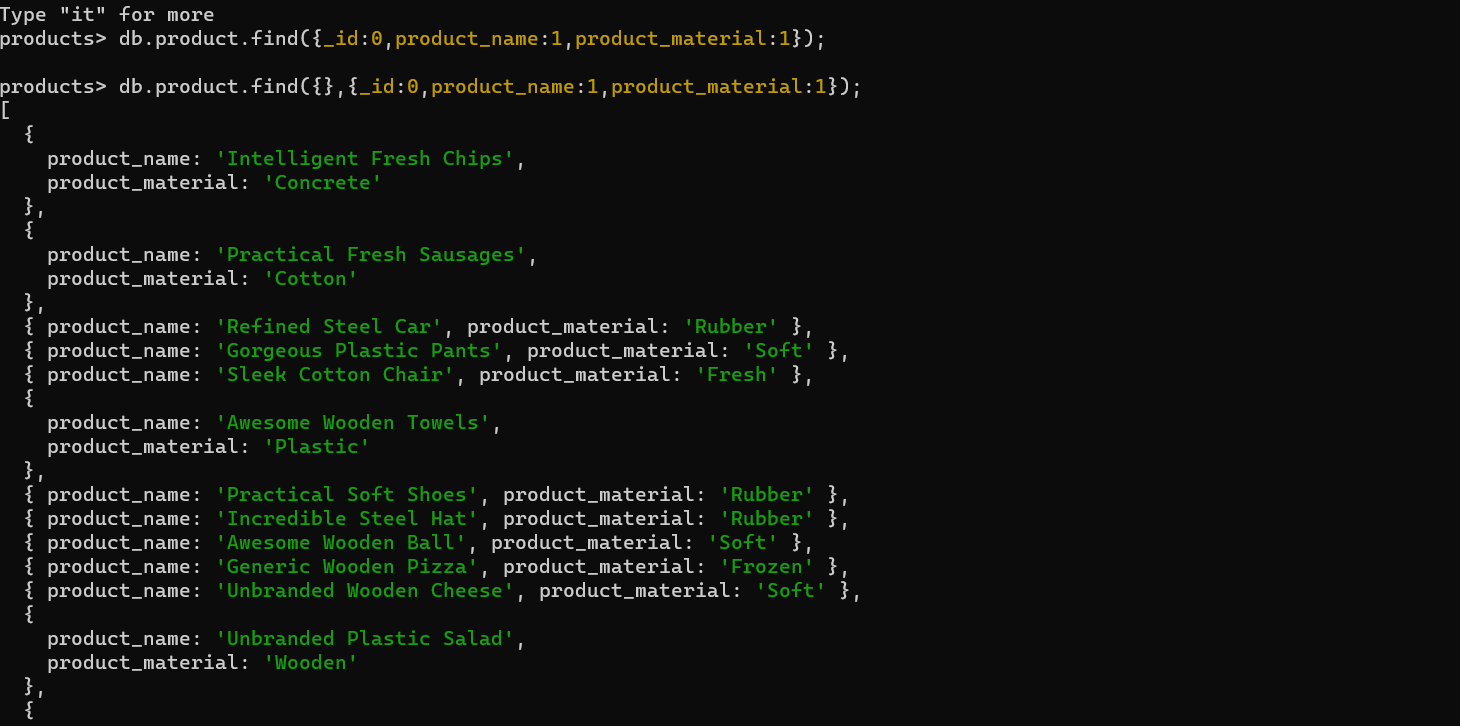 Type "it" for more
products> db.product.find({_id:0,product_name:1,product_material:1});
products> db.product.find({},{_id:0,product_name:1,product_material:1});
[
  {
    product_name: 'Intelligent Fresh Chips',
    product_material: 'Concrete'
  },
  {
    product_name: 'Practical Fresh Sausages',
    product_material: 'Cotton'
  },
  { product_name: 'Refined Steel Car', product_material: 'Rubber' },
  { product_name: 'Gorgeous Plastic Pants', product_material: 'Soft' },
  { product_name: 'Sleek Cotton Chair', product_material: 'Fresh' },
  {
    product_name: 'Awesome Wooden Towels',
    product_material: 'Plastic'
  },
  { product_name: 'Practical Soft Shoes', product_material: 'Rubber' },
  { product_name: 'Incredible Steel Hat', product_material: 'Rubber' },
  { product_name: 'Awesome Wooden Ball', product_material: 'Soft' },
  { product_name: 'Generic Wooden Pizza', product_material: 'Frozen' },
  { product_name: 'Unbranded Wooden Cheese', product_material: 'Soft' },
  {
    product_name: 'Unbranded Plastic Salad',
    product_material: 'Wooden'
  },
  {